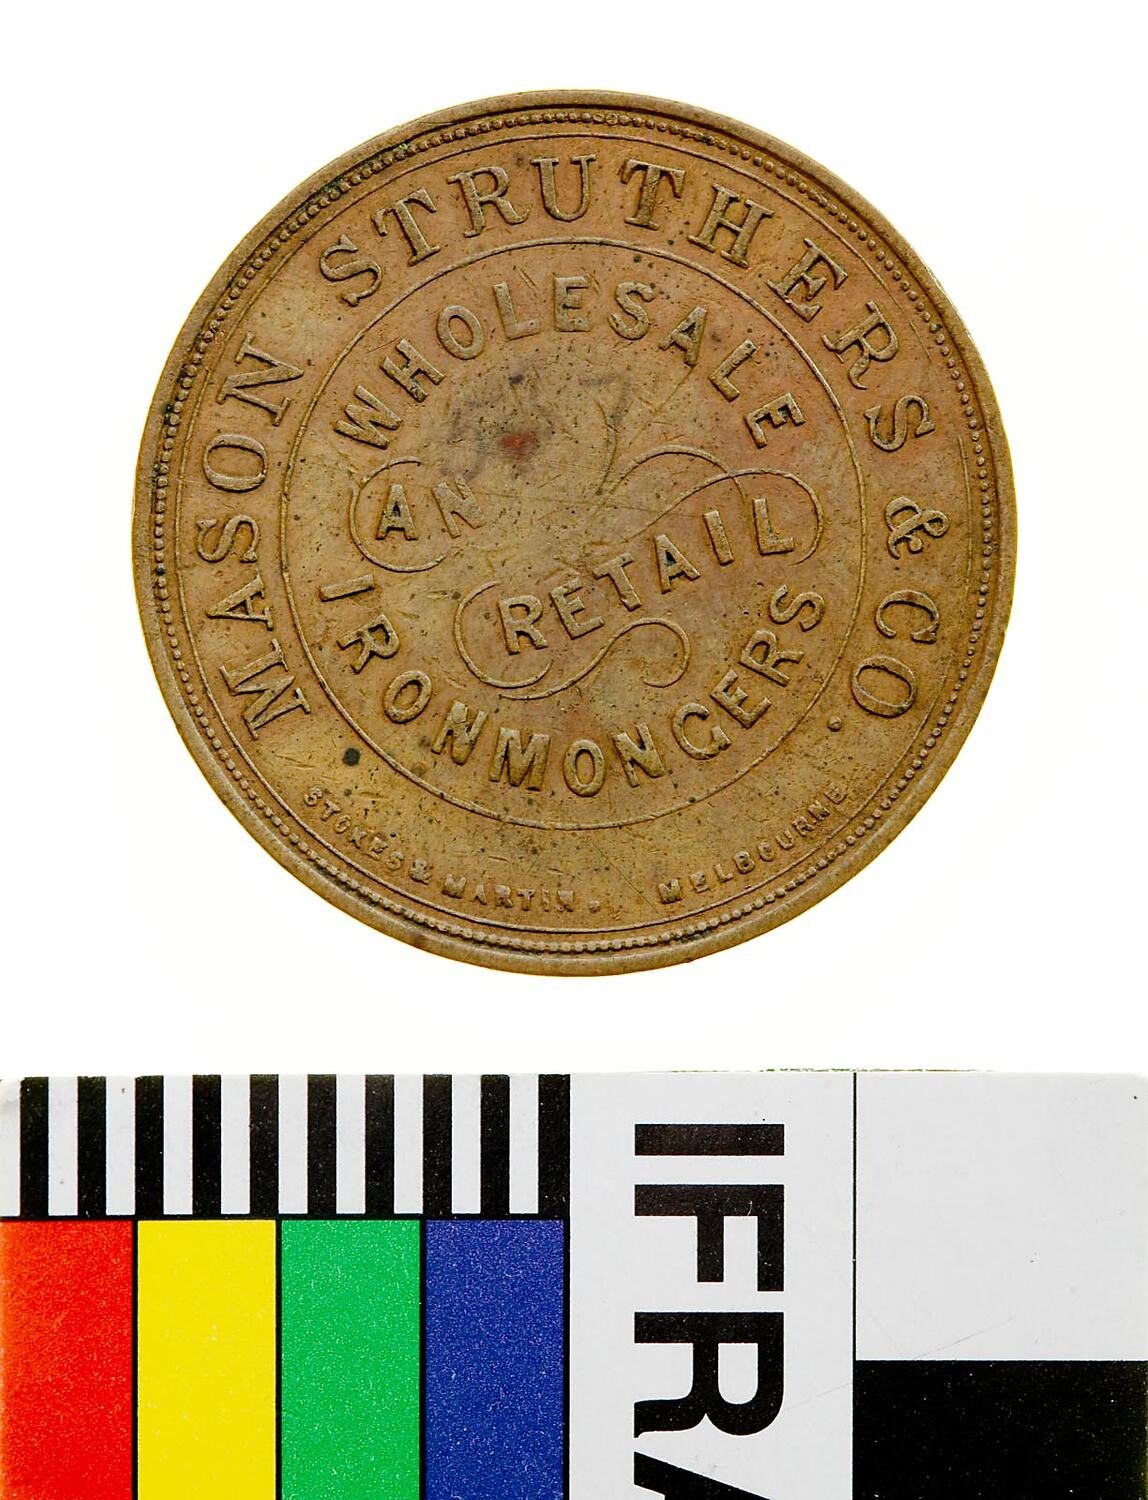 MASON STRUTHERS & CO.
WHOLESALE
AN
RETAIL
IRONMONGERS
STOKES & MARTIN. MELBOURNE
IFRA